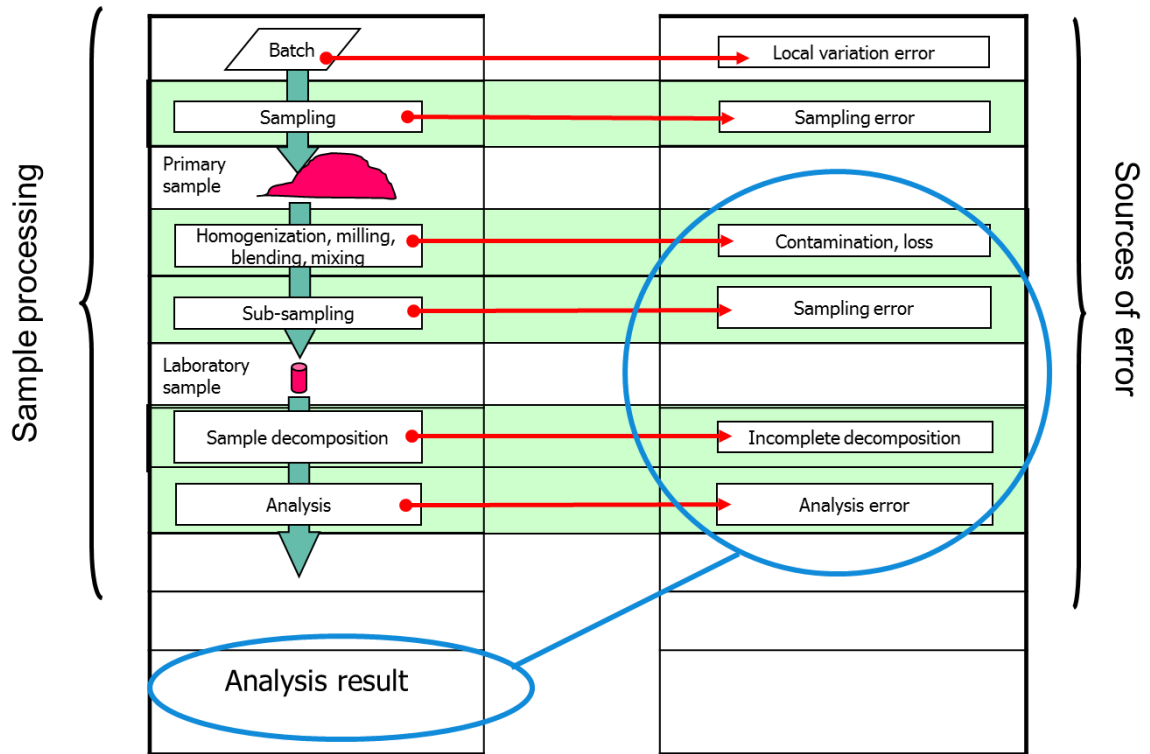 Sample processing
Batch
Local variation error
Sampling
Sampling error
Primary
sample
Homogenization, milling,
blending, mixing
Contamination, loss
Sub-sampling
Sampling error
Laboratory
sample
Sample decomposition
Incomplete decomposition
Analysis
Analysis error
Analysis result
Sources of error